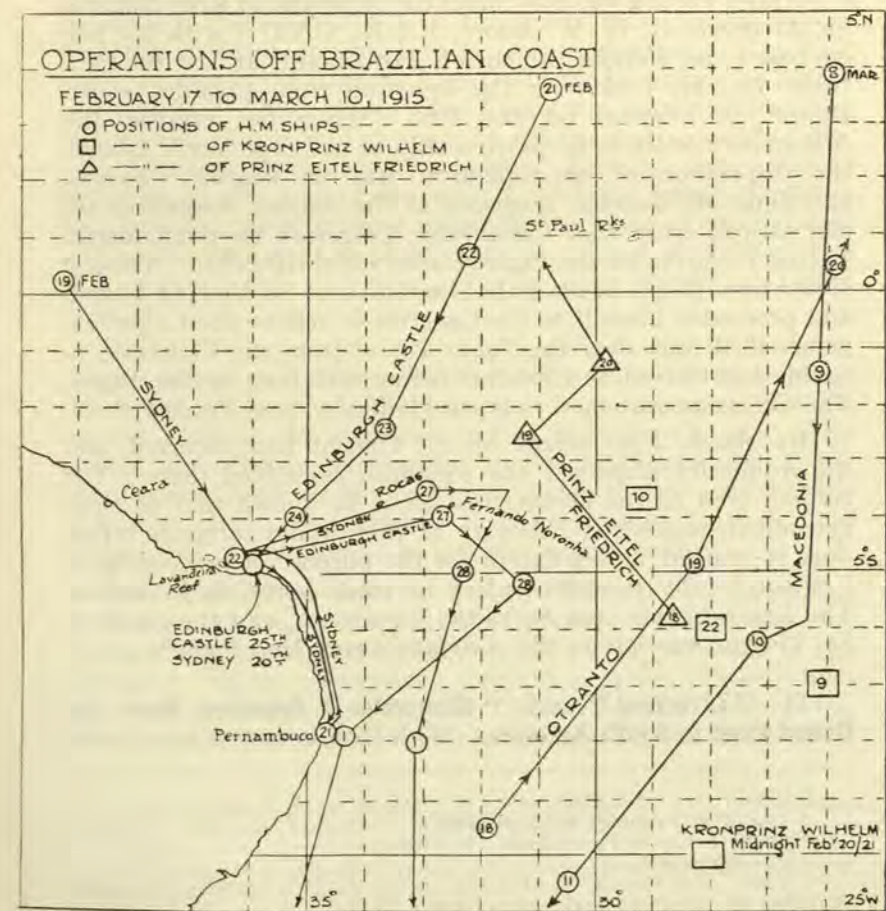 5°N
OPERATIONS OFF BRAZILIAN COAST
FEBRUARY 17 TO MARCH 10, 1915
○ POSITIONS OF H.M. SHIPS
□ — " — OF KRONPRINZ WILHELM
△ — " — OF PRINZ EITEL FRIEDRICH
8 MAR
21 FEB
St Paul Rks
22
20
19 FEB
0°
20
9
SYDNEY
EDINBURGH CASTLE
23
19
PRINZ EITEL
FRIEDRICH
MACEDONIA
Ceara
ROCAS
27
10
24
SYDNEY
27
Fernando Noronha
EDINBURGH CASTLE
22
Lavandeira
Reef
28
28
19
5°S
18
22
10
EDINBURGH
CASTLE 25TH
SYDNEY 20TH
SYDNEY
SYDNEY
9
OTRANTO
Pernambuco
21
1
1
18
KRONPRINZ WILHELM
Midnight Feb' 20/21
11
35°
30°
25°W